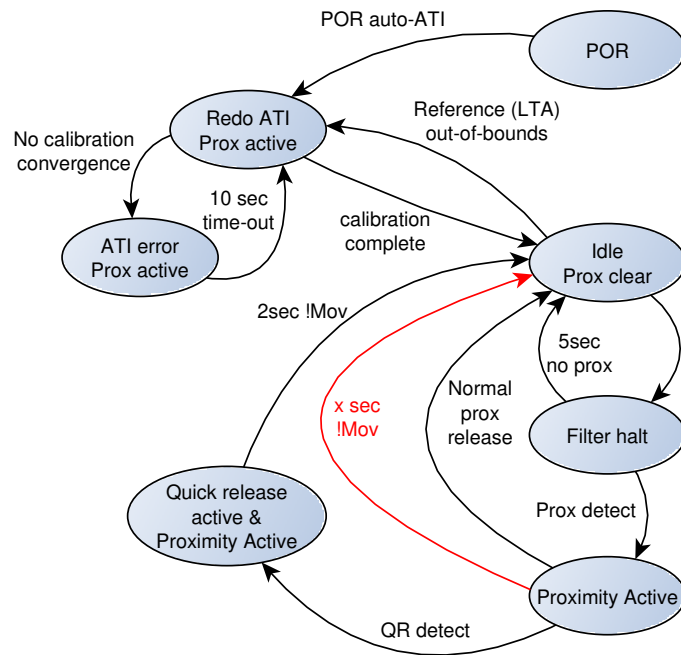 POR auto-ATI
POR
Redo ATI
Prox active
Reference (LTA)
out-of-bounds
No calibration
convergence
10 sec
time-out
calibration
complete
ATI error
Prox active
Idle
Prox clear
2sec !Mov
5sec
no prox
x sec
!Mov
Normal
prox
release
Filter halt
Quick release
active &
Proximity Active
Prox detect
Proximity Active
QR detect